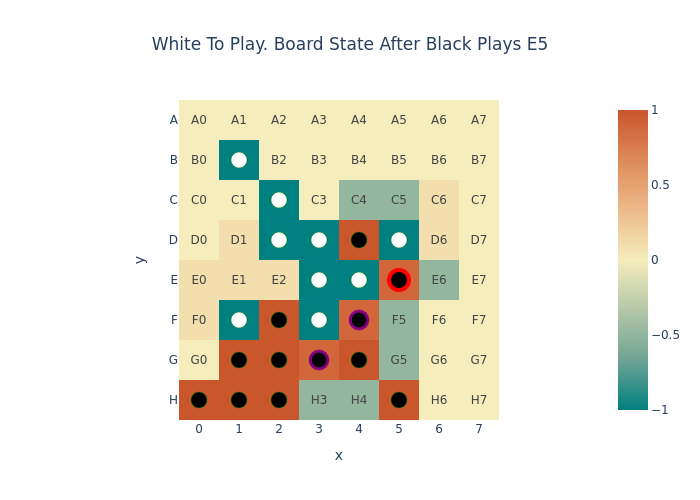 White To Play. Board State After Black Plays E5
A A0 A1 A2 A3 A4 A5 A6 A7
B B0 B2 B3 B4 B5 B6 B7
C C0 C1 C3 C4 C5 C6 C7
D D0 D1 D6 D7
E E0 E1 E2 E6 E7
F F0 F5 F6 F7
G G0 G5 G6 G7
H H3 H4 H6 H7
0 1 2 3 4 5 6 7
x
y
1
0.5
0
−0.5
−1